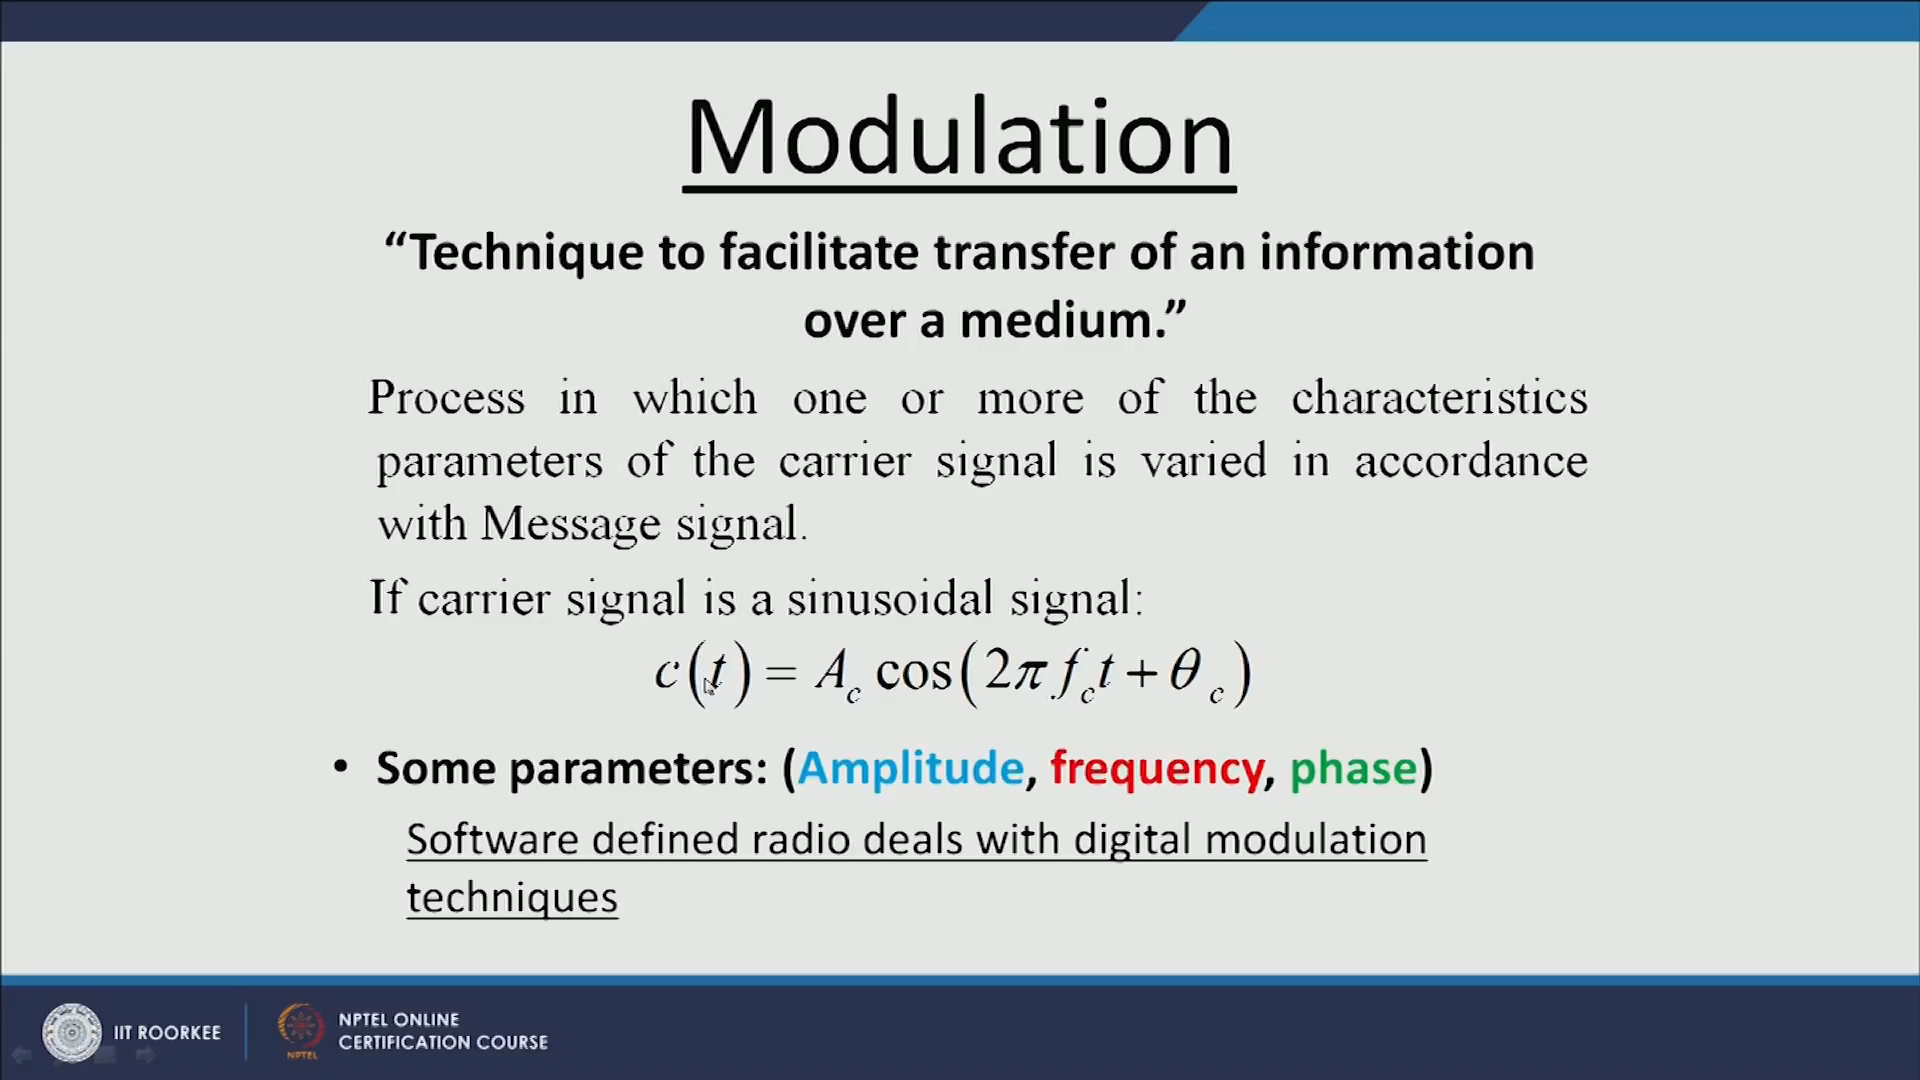 Modulation
“Technique to facilitate transfer of an information
over a medium.”
Process in which one or more of the characteristics
parameters of the carrier signal is varied in accordance
with Message signal.
If carrier signal is a sinusoidal signal:
c(t) = A_c cos(2π f_c t + θ_c)
• Some parameters: (Amplitude, frequency, phase)
Software defined radio deals with digital modulation
techniques
IIT ROORKEE
NPTEL
NPTEL ONLINE
CERTIFICATION COURSE